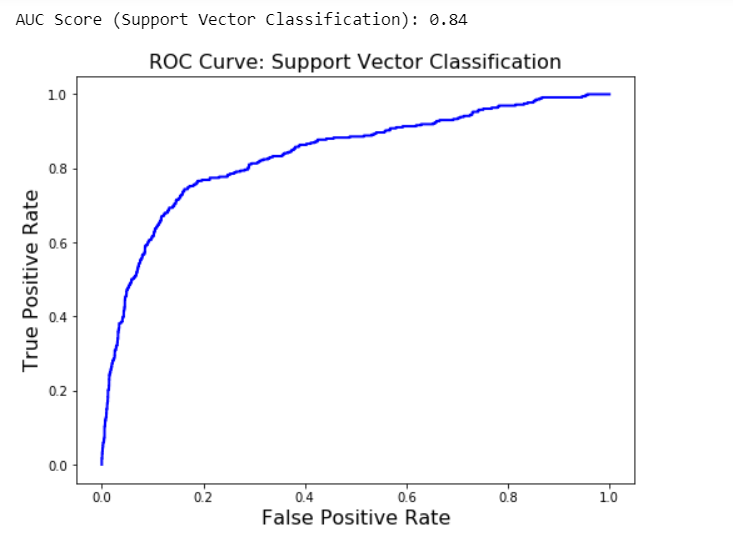 AUC Score (Support Vector Classification): 0.84
ROC Curve: Support Vector Classification
True Positive Rate
1.0
0.8
0.6
0.4
0.2
0.0
0.0 0.2 0.4 0.6 0.8 1.0
False Positive Rate